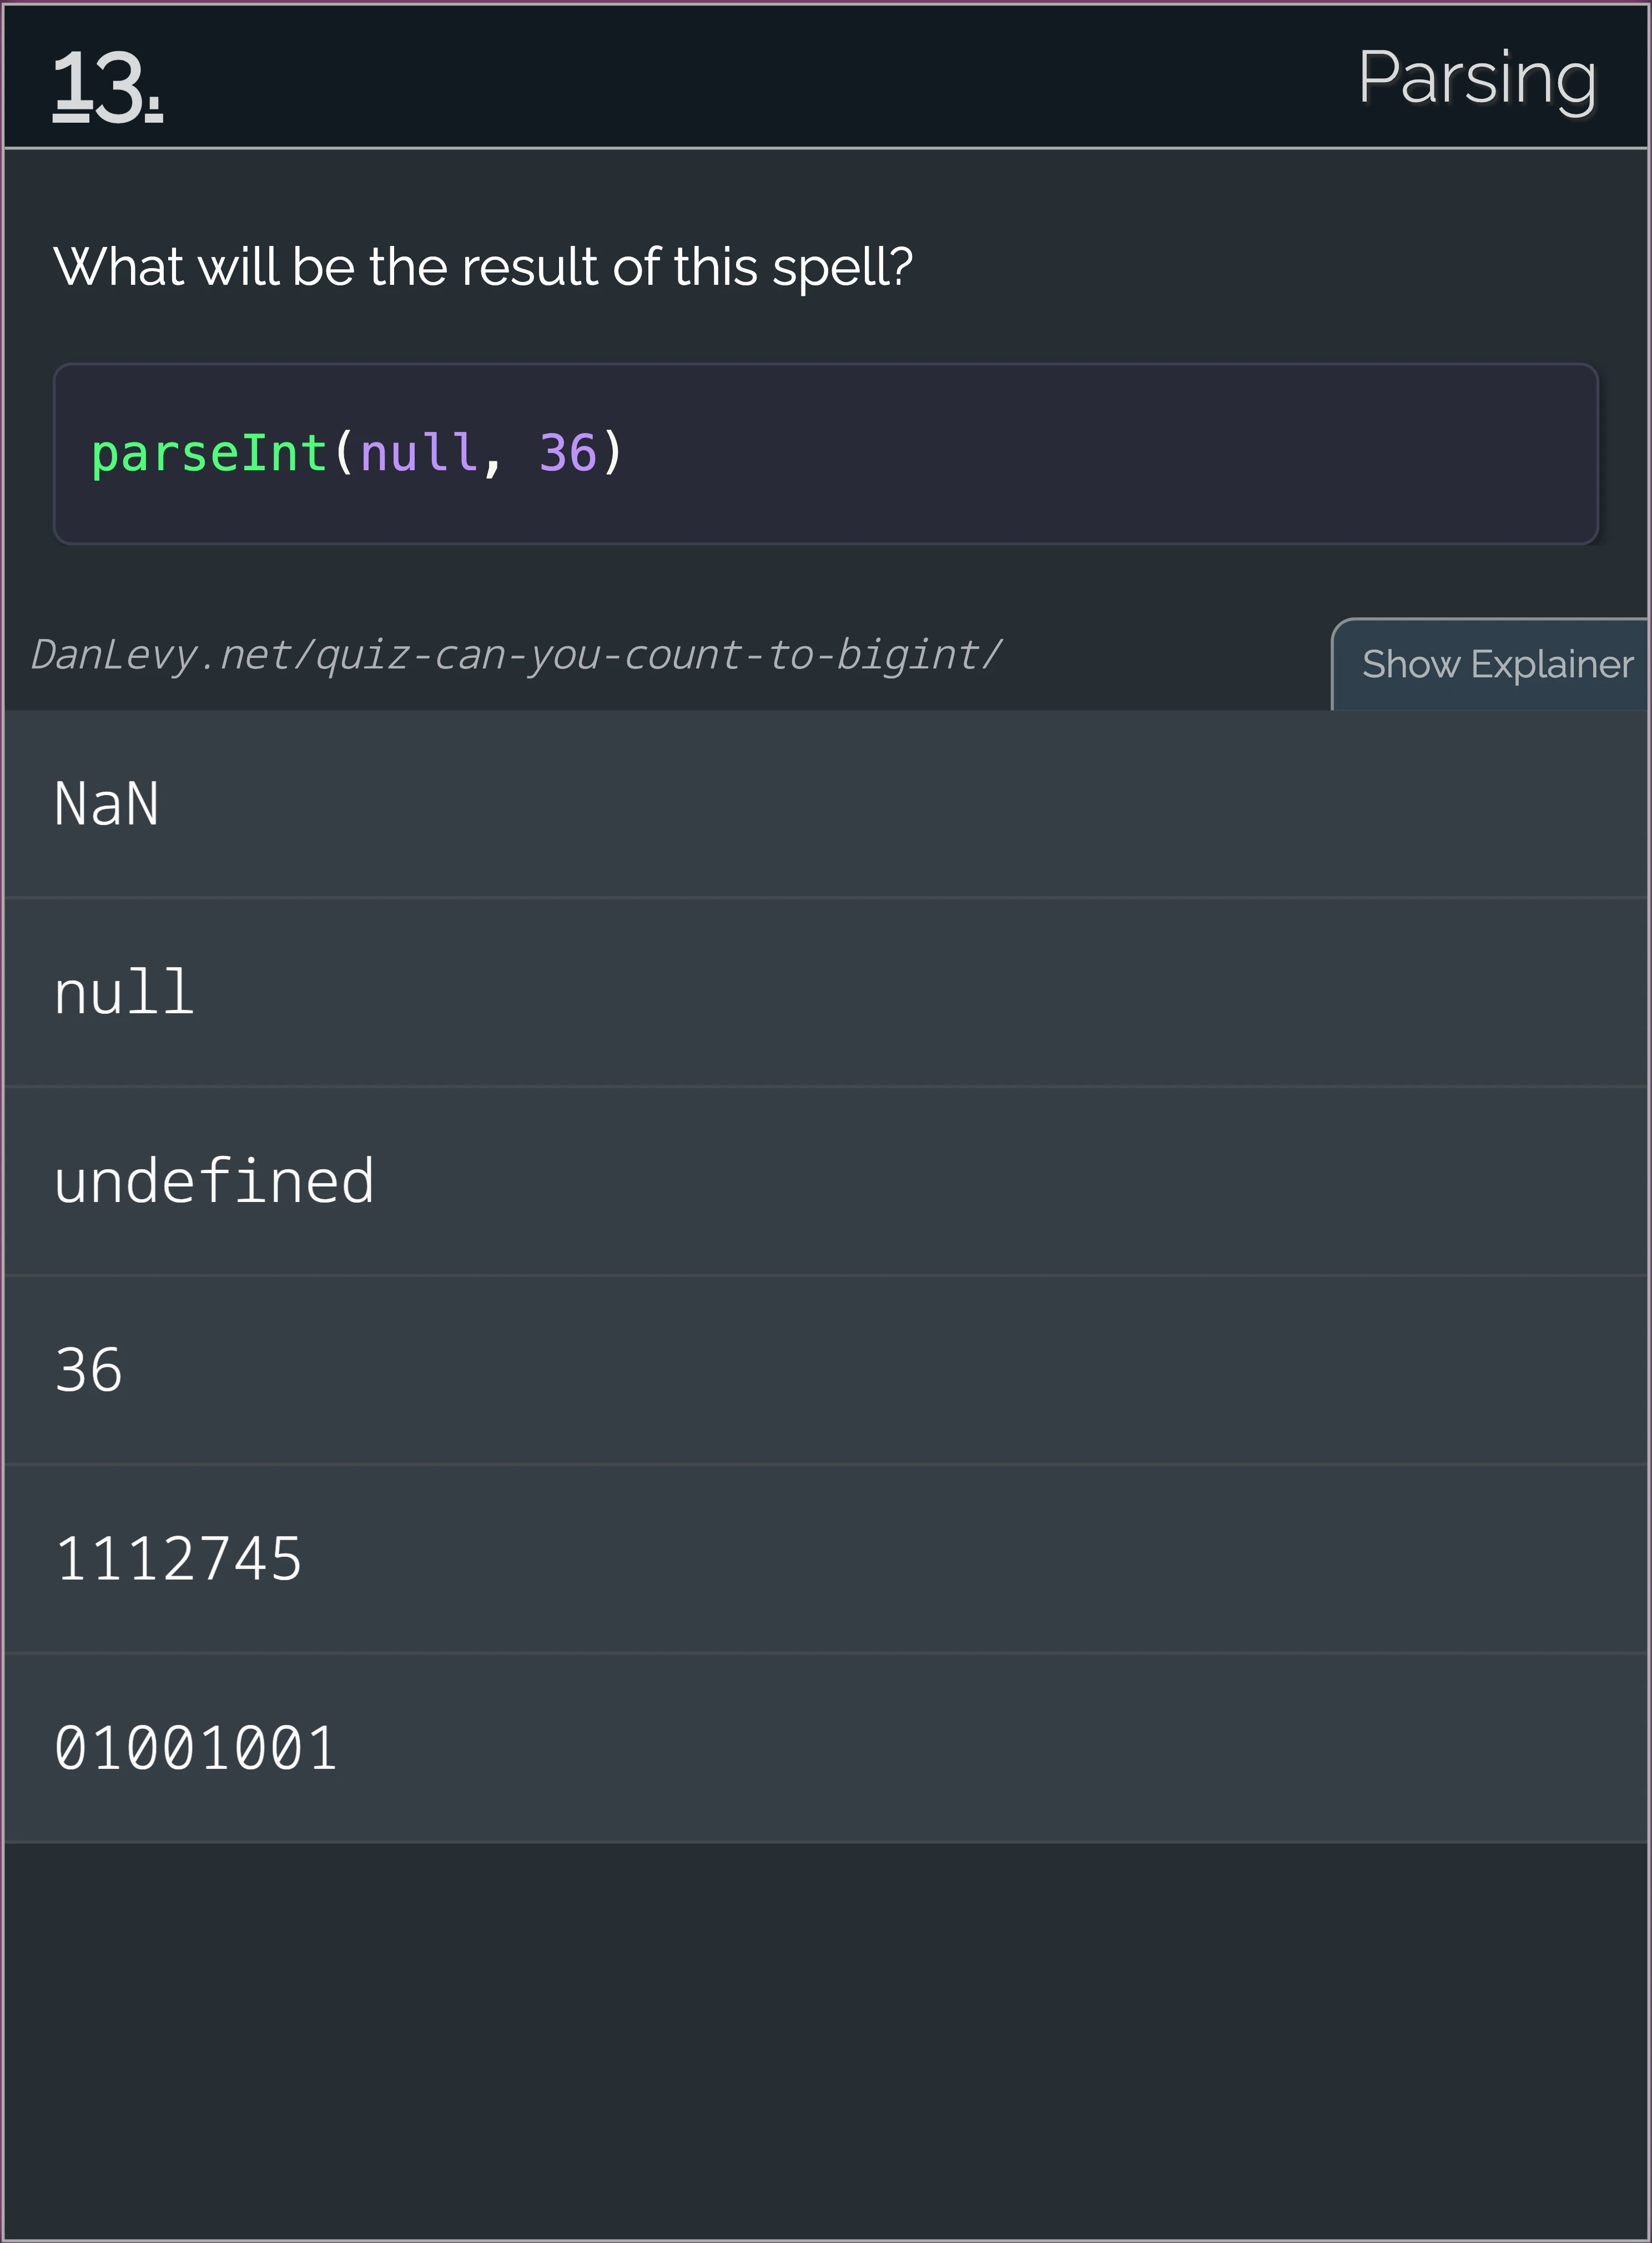 13.
Parsing
What will be the result of this spell?
parseInt(null, 36)
DanLevy.net/quiz-can-you-count-to-bigint/
Show Explainer
NaN
null
undefined
36
1112745
01001001